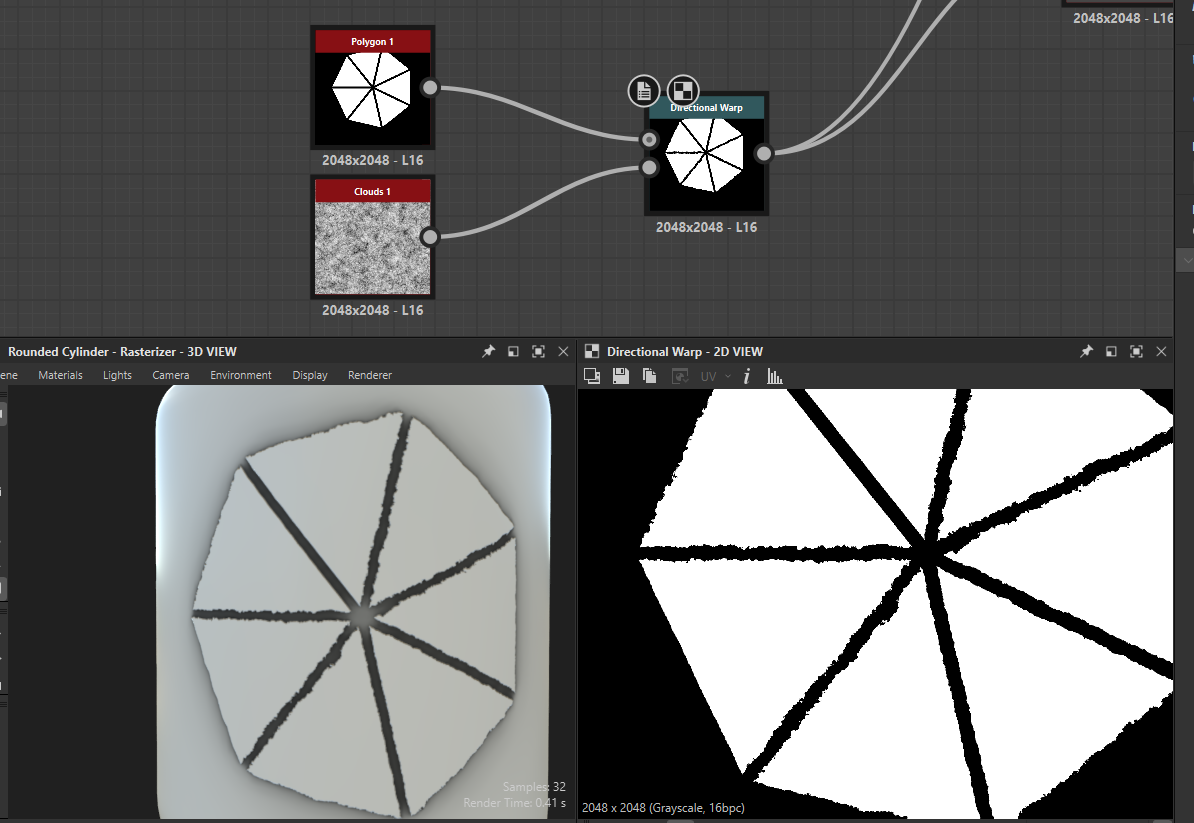 2048x2048 - L16
Polygon 1
2048x2048 - L16
Directional Warp
2048x2048 - L16
Clouds 1
2048x2048 - L16
Rounded Cylinder - Rasterizer - 3D VIEW
ene Materials Lights Camera Environment Display Renderer
Samples: 32
Render Time: 0.41 s
Directional Warp - 2D VIEW
UV
2048 x 2048 (Grayscale, 16bpc)